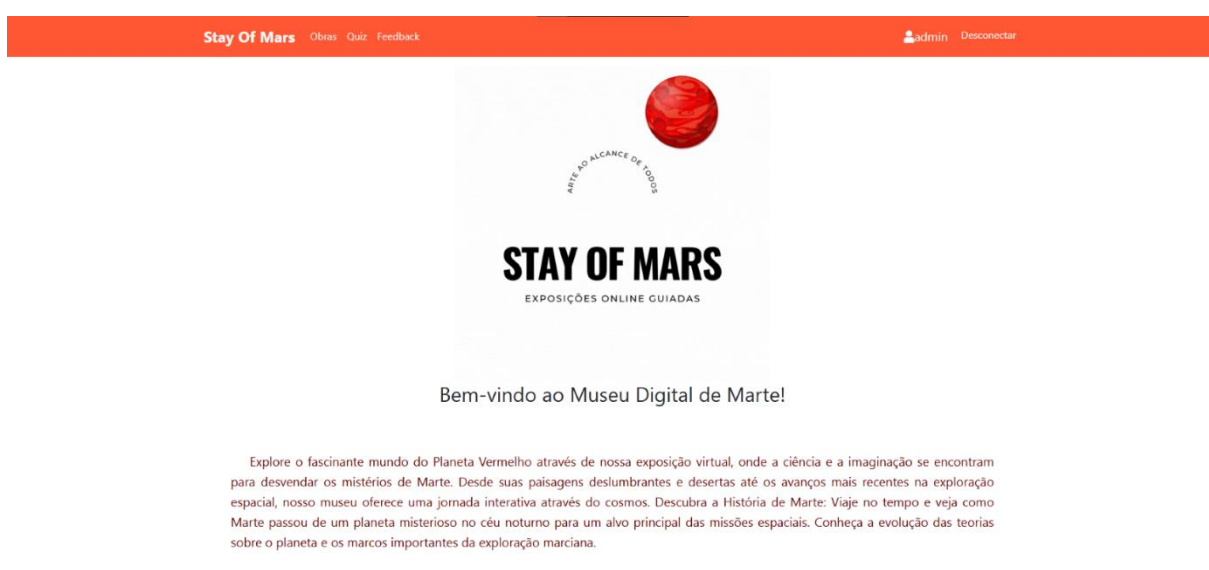 Stay Of Mars Obras Quiz Feedback admin Desconectar
ARTE AO ALCANCE DE TODOS
STAY OF MARS
EXPOSIÇÕES ONLINE GUIADAS
Bem-vindo ao Museu Digital de Marte!
Explore o fascinante mundo do Planeta Vermelho através de nossa exposição virtual, onde a ciência e a imaginação se encontram
para desvendar os mistérios de Marte. Desde suas paisagens deslumbrantes e desertas até os avanços mais recentes na exploração
espacial, nosso museu oferece uma jornada interativa através do cosmos. Descubra a História de Marte: Viaje no tempo e veja como
Marte passou de um planeta misterioso no céu noturno para um alvo principal das missões espaciais. Conheça a evolução das teorias
sobre o planeta e os marcos importantes da exploração marciana.